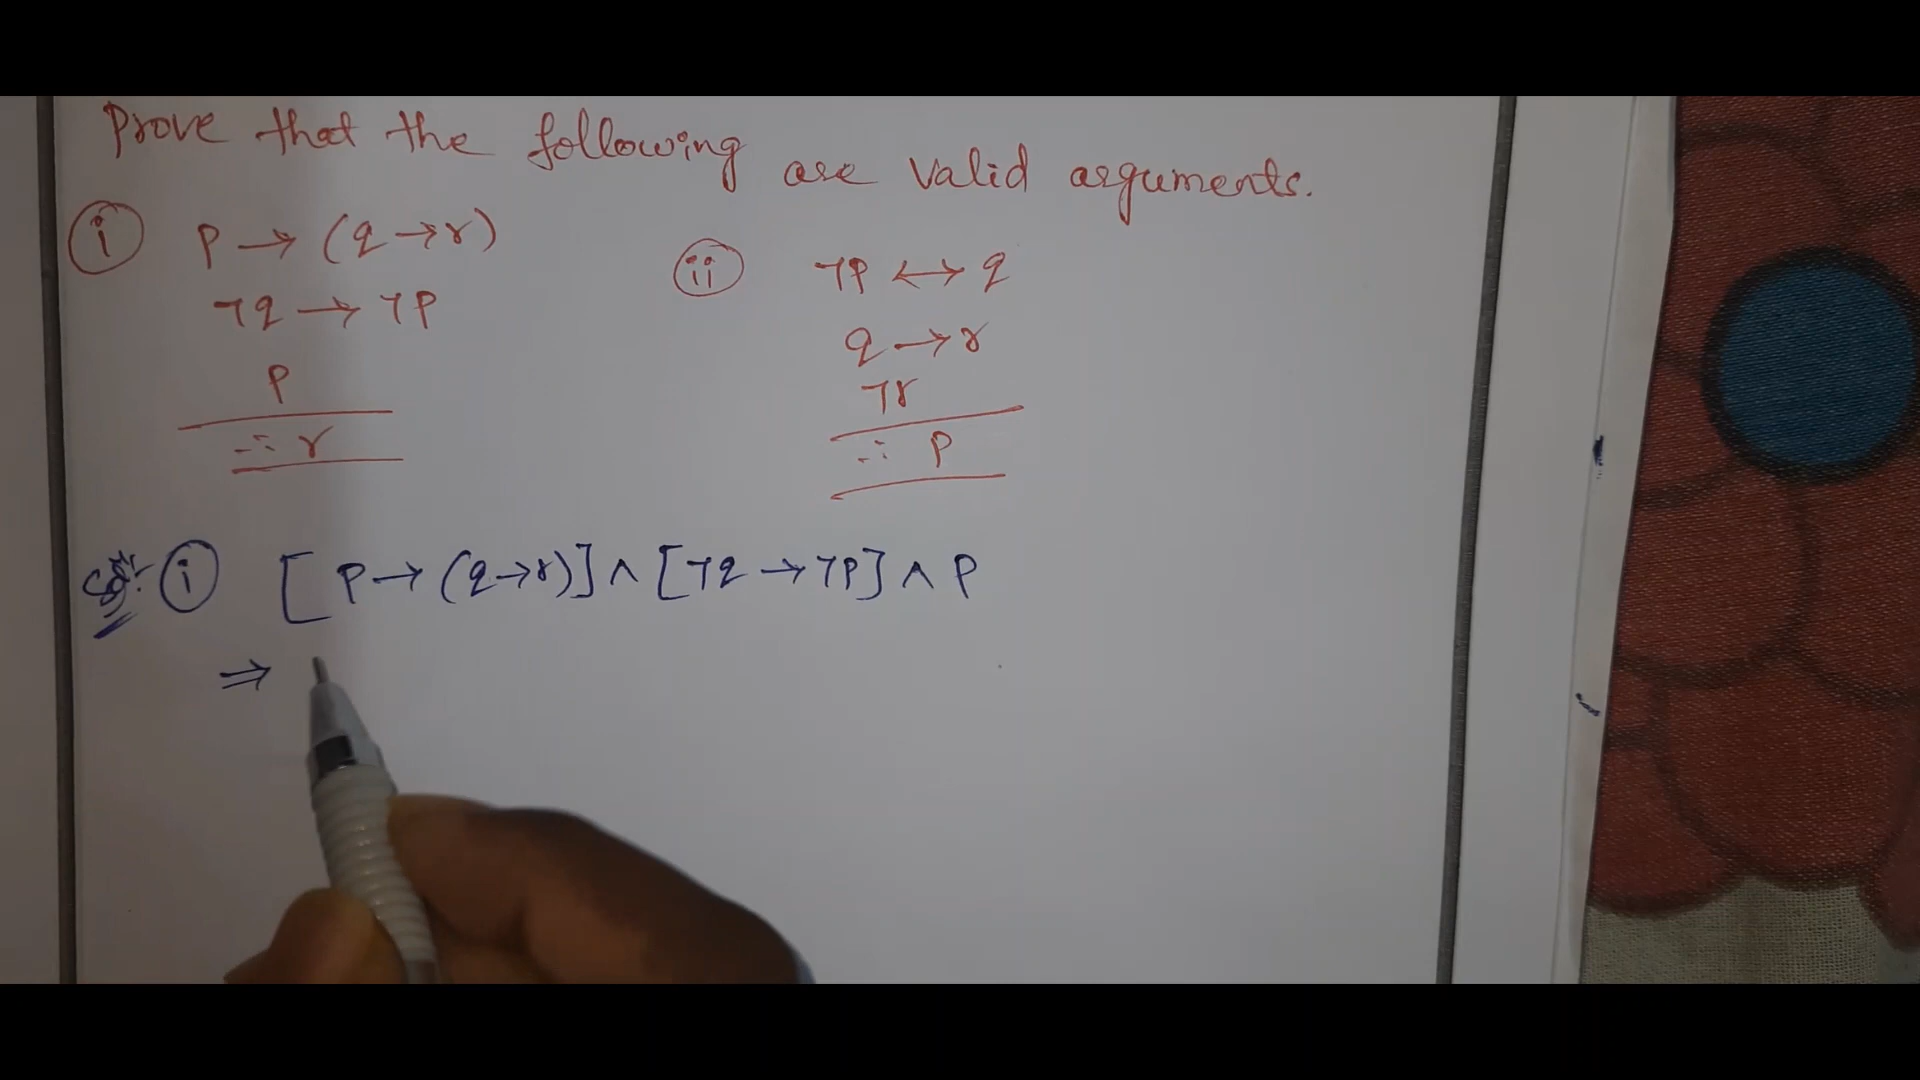 Prove that the following are valid arguments.
i p → (q → r)
¬q → ¬p
p
∴ r
ii ¬p ↔ q
q → r
¬r
∴ p
Sol: i [p → (q → r)] ∧ [¬q → ¬p] ∧ p
⇒